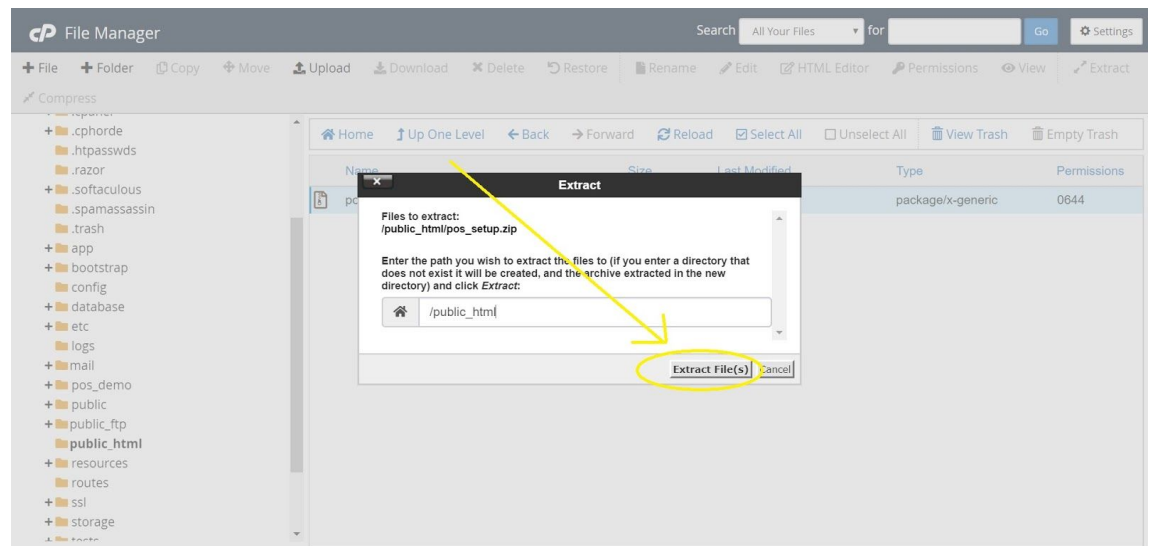 cP File Manager
Search All Your Files for Go Settings
File Folder Copy Move Upload Download Delete Restore Rename Edit HTML Editor Permissions View Extract
Compress
.cphorde
.htpasswds
.razor
.softaculous
.spamassassin
.trash
app
bootstrap
config
database
etc
logs
mail
pos_demo
public
public_ftp
public_html
resources
routes
ssl
storage
tests
Home Up One Level Back Forward Reload Select All Unselect All View Trash Empty Trash
Name Size Last Modified Type Permissions
package/x-generic 0644
Extract
Files to extract:
/public_html/pos_setup.zip
Enter the path you wish to extract the files to (if you enter a directory that
does not exist it will be created, and the archive extracted in the new
directory) and click Extract:
/public_html
Extract File(s) Cancel